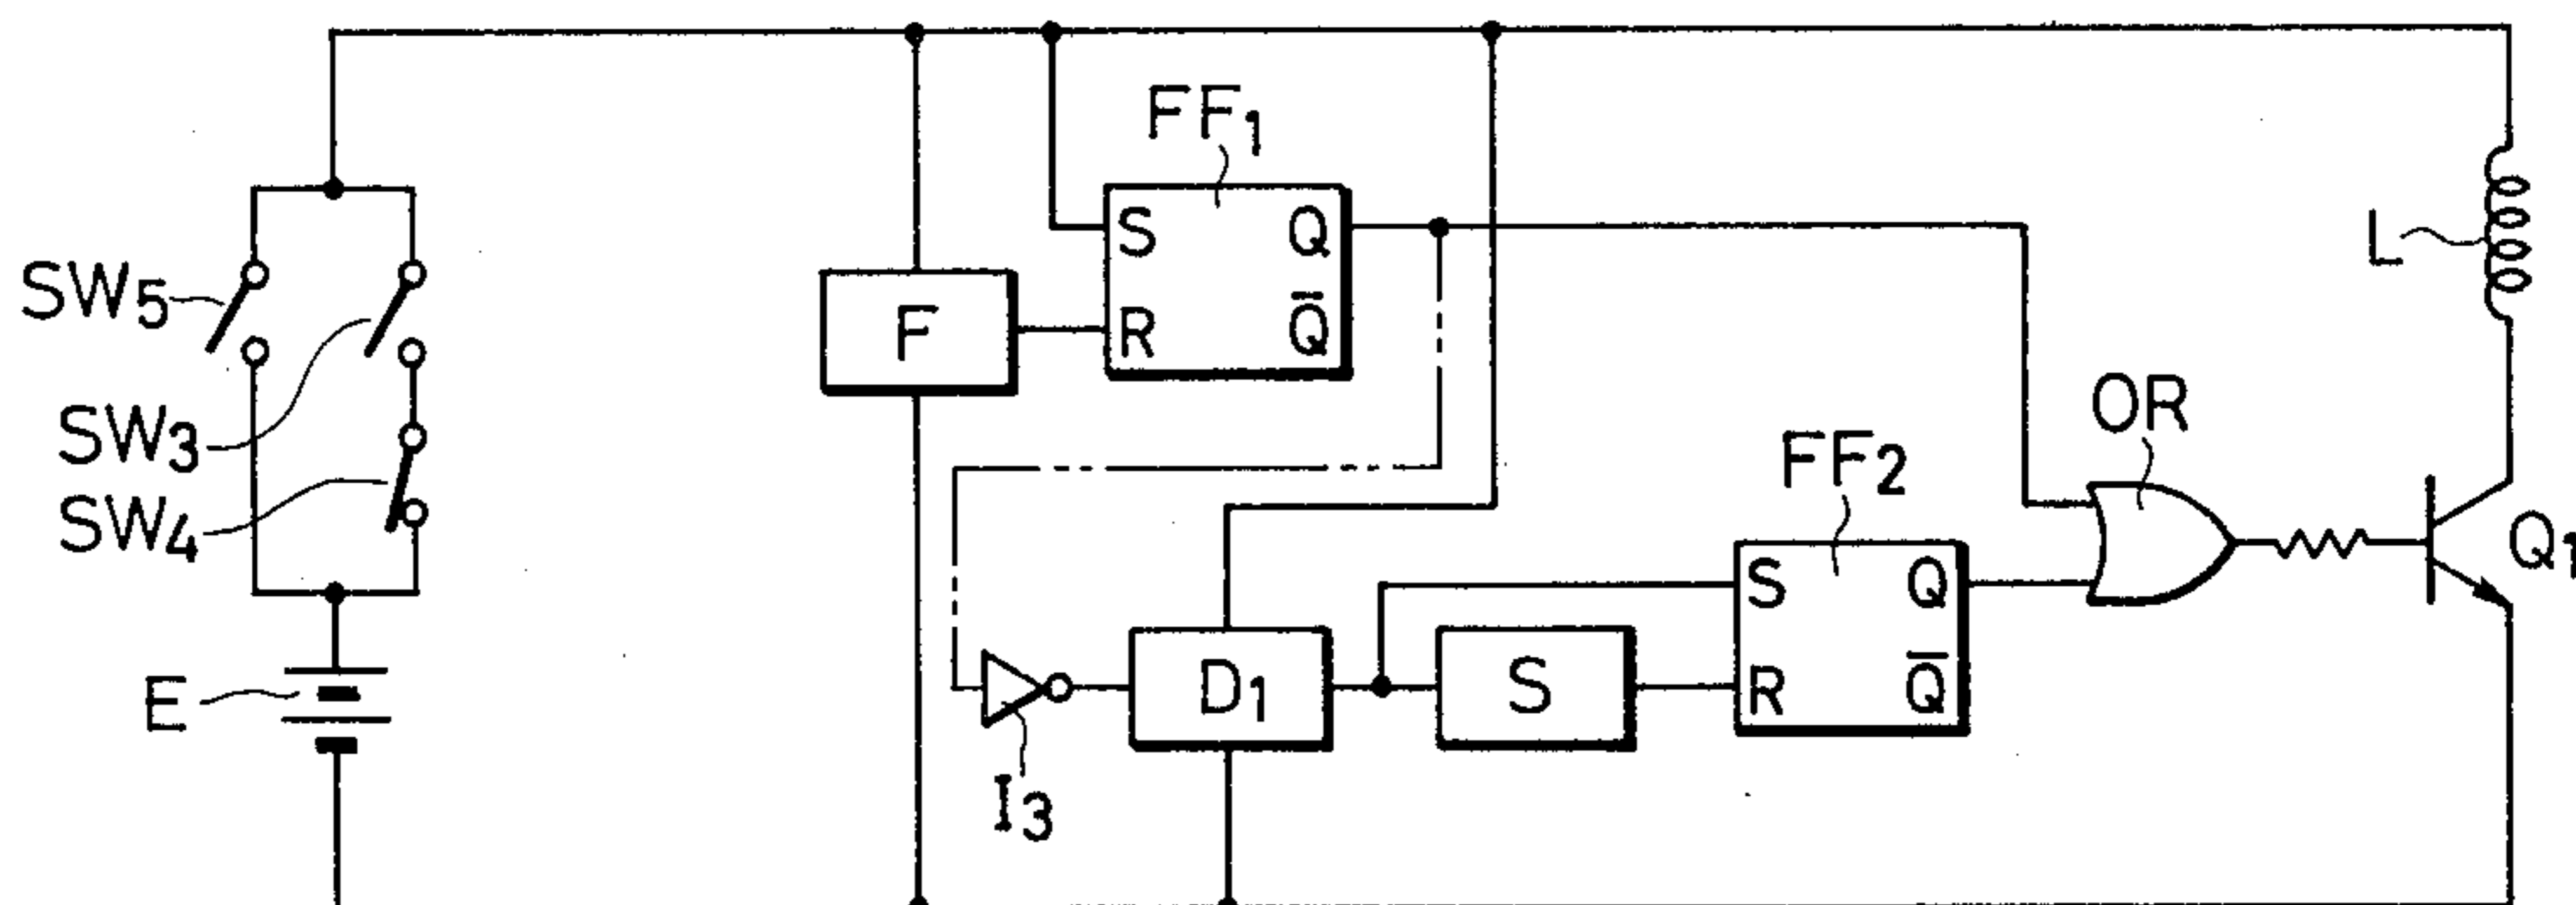 FF₁
S Q
R Q̅
F
L
SW₅
SW₃
SW₄
E
OR
FF₂
S Q
R Q̅
Q₁
D₁
S
I₃